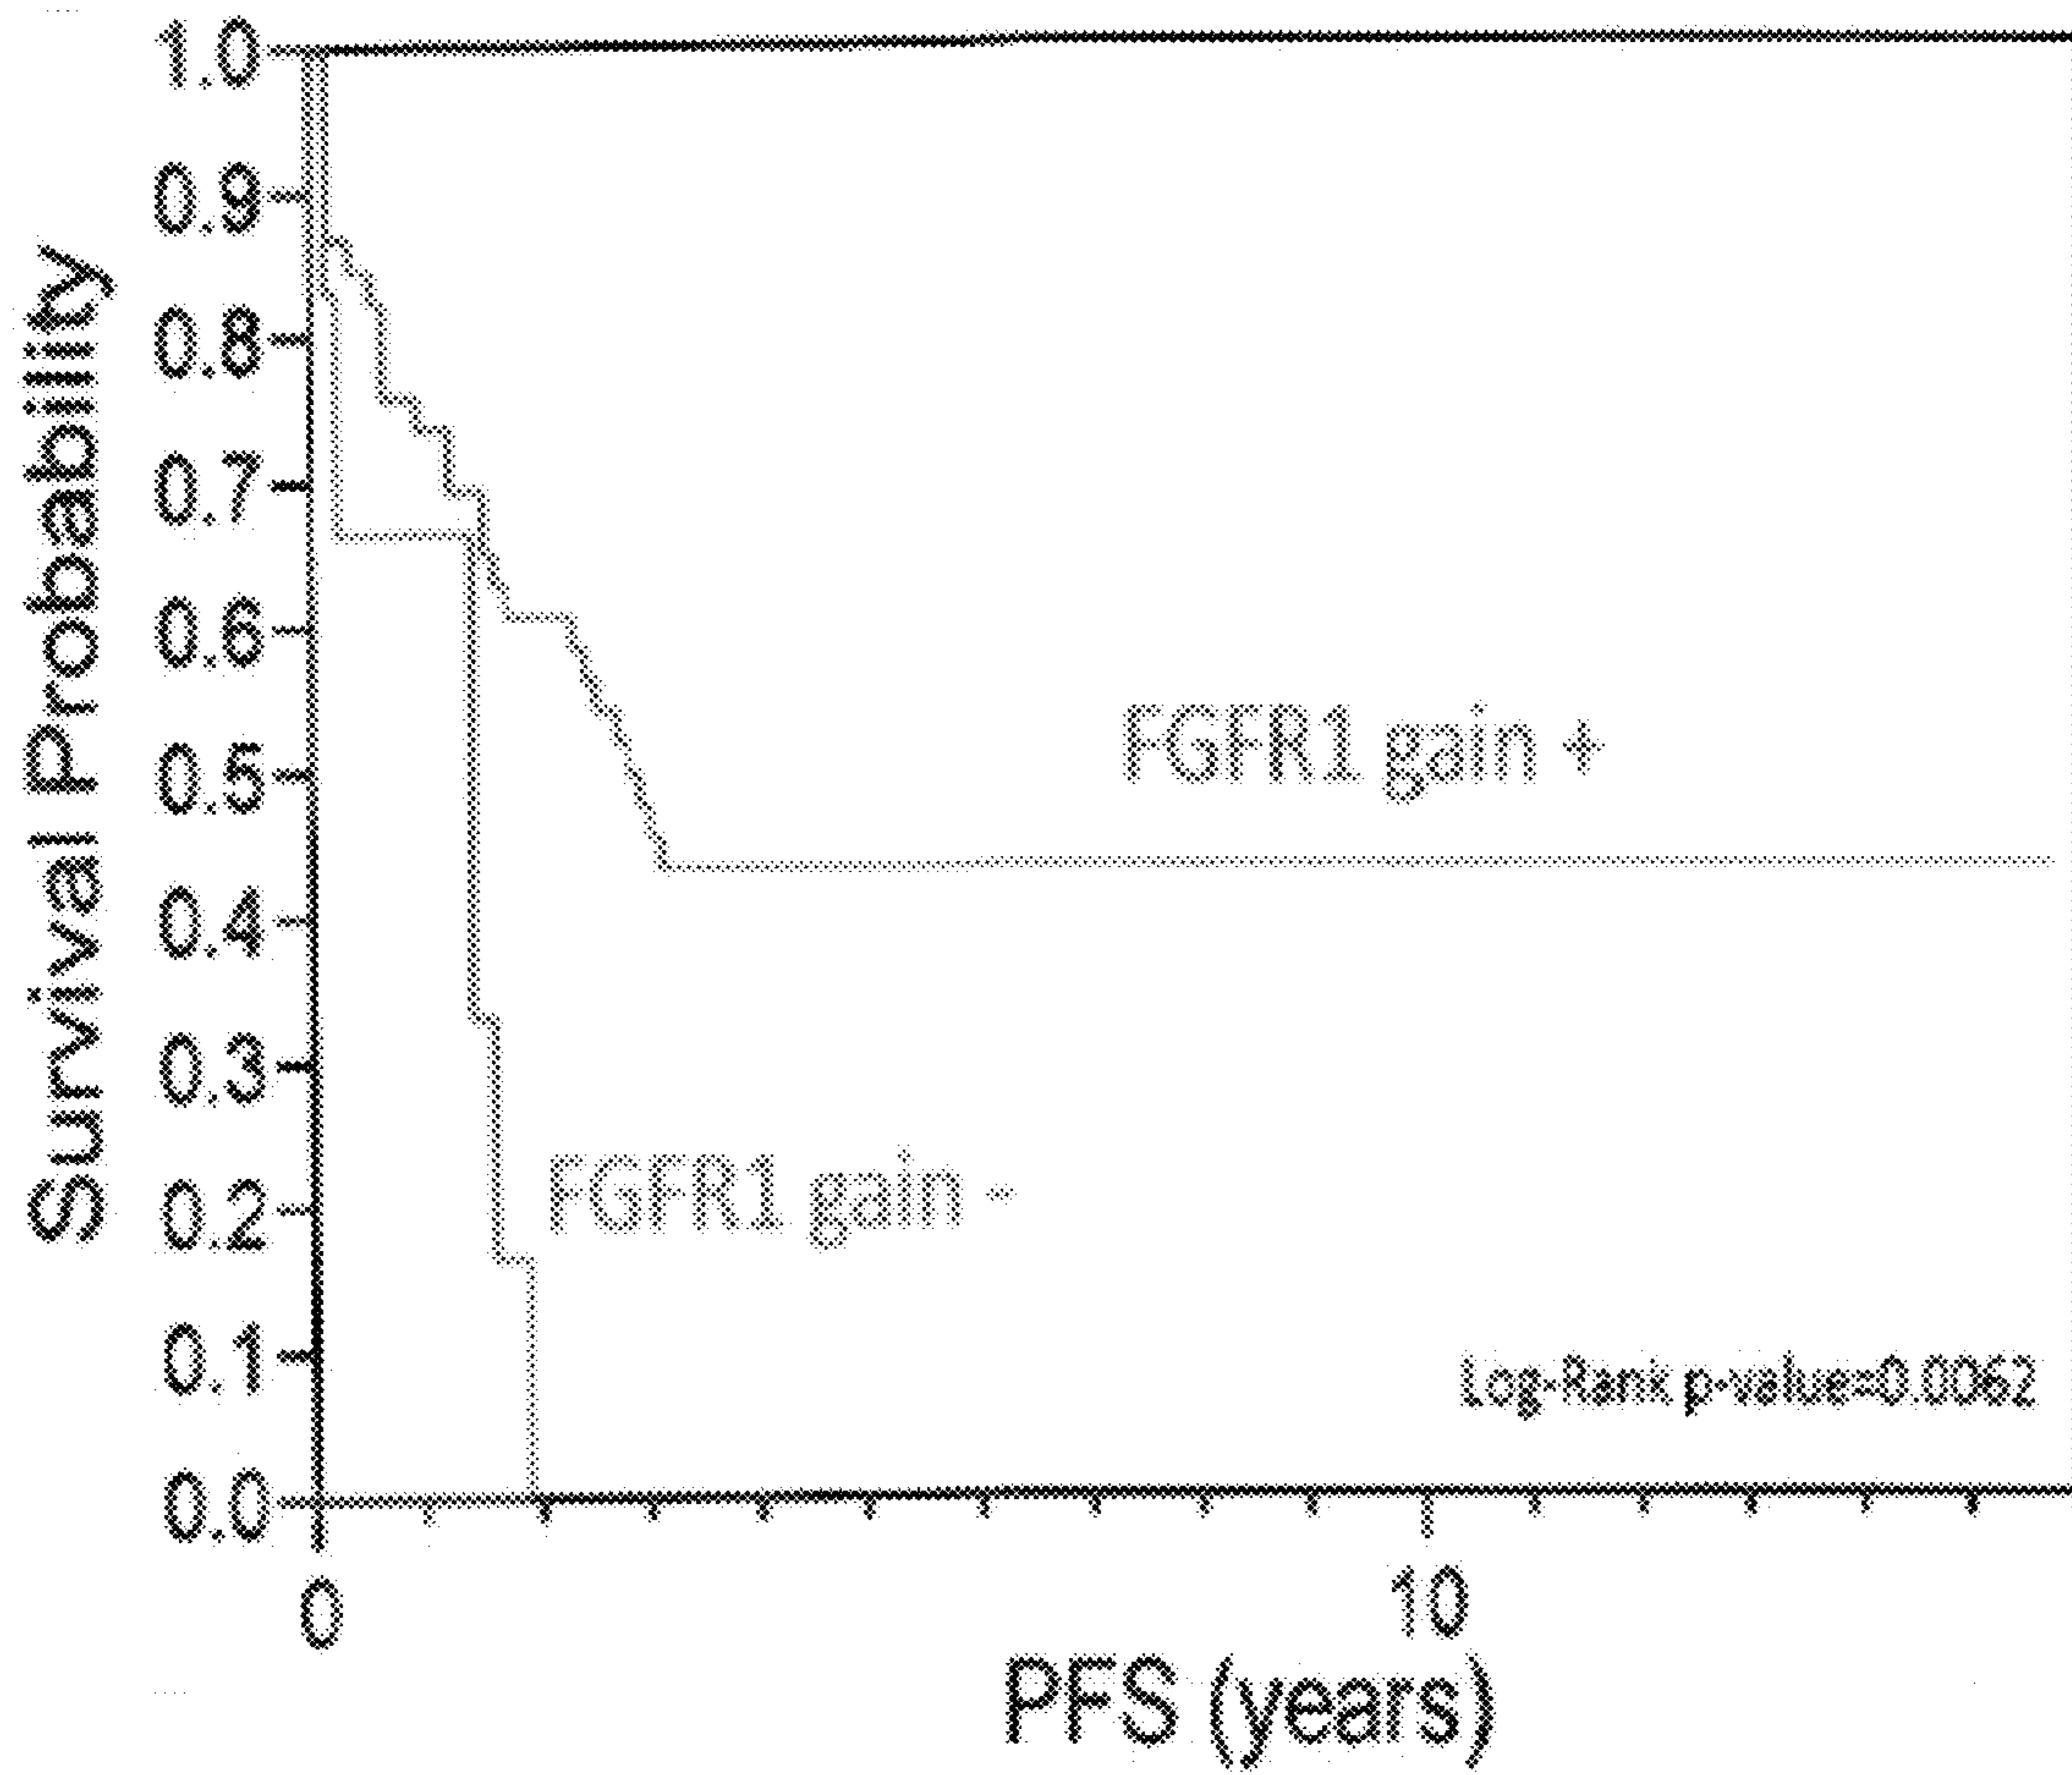 Survival Probability
1.0
0.9
0.8
0.7
0.6
0.5
0.4
0.3
0.2
0.1
0.0
FGFR1 gain +
FGFR1 gain -
Log-Rank p-value=0.0062
0
10
PFS (years)